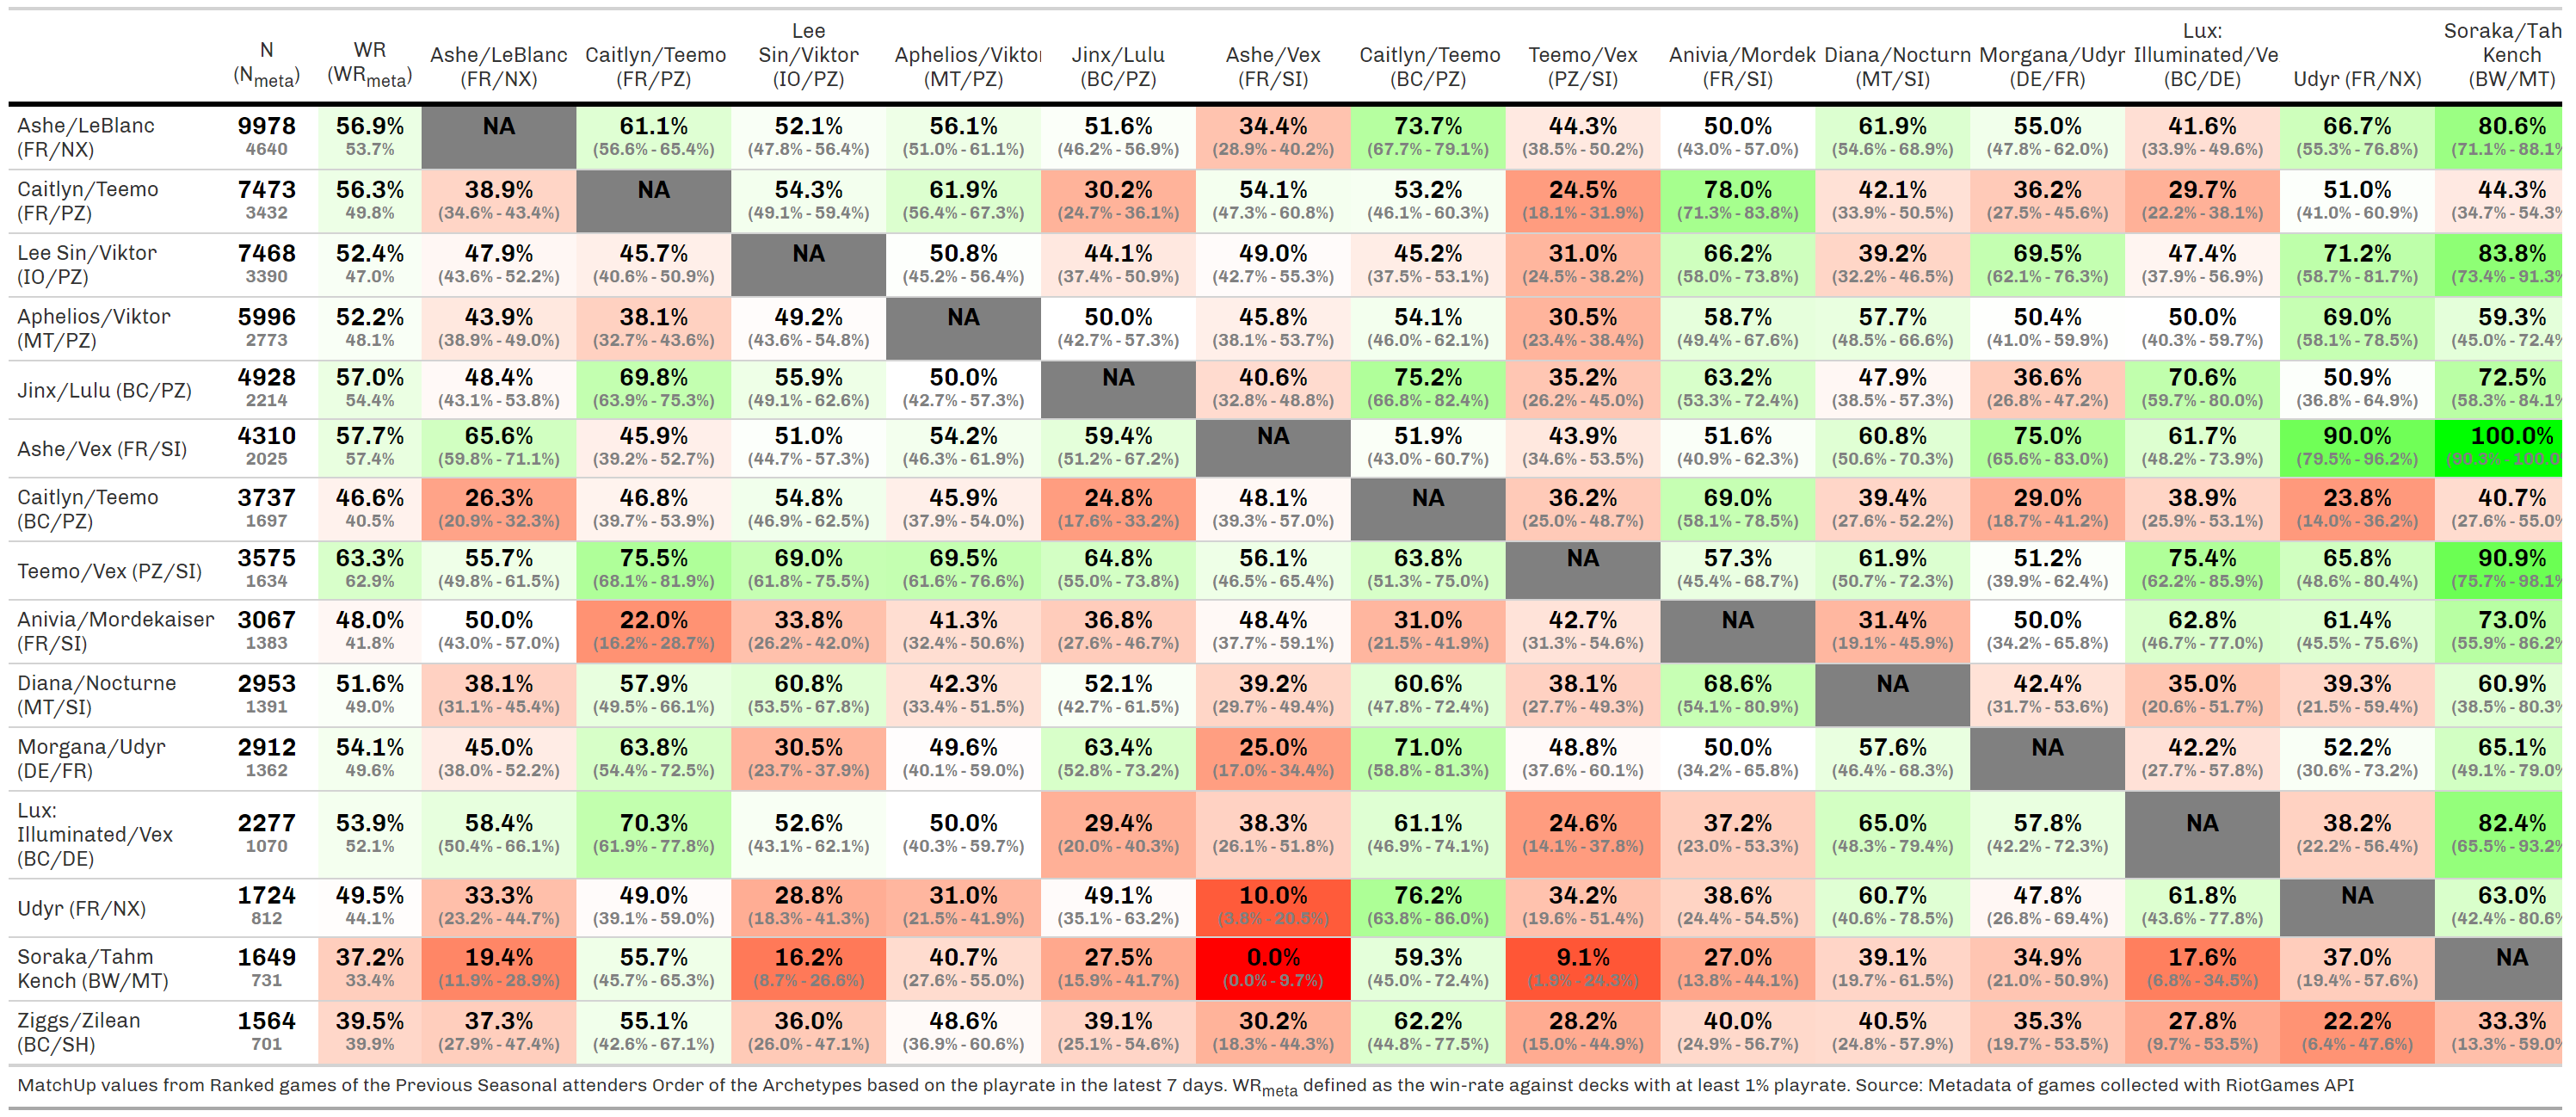 N (Nmeta) WR (WRmeta) Ashe/LeBlanc (FR/NX) Caitlyn/Teemo (FR/PZ) Lee Sin/Viktor (IO/PZ) Aphelios/Viktor (MT/PZ) Jinx/Lulu (BC/PZ) Ashe/Vex (FR/SI) Caitlyn/Teemo (BC/PZ) Teemo/Vex (PZ/SI) Anivia/Mordek (FR/SI) Diana/Nocturn (MT/SI) Morgana/Udyr (DE/FR) Lux: Illuminated/Ve (BC/DE) Udyr (FR/NX) Soraka/Tah Kench (BW/MT)
Ashe/LeBlanc 9978 56.9% NA 61.1% 52.1% 56.1% 51.6% 34.4% 73.7% 44.3% 50.0% 61.9% 55.0% 41.6% 66.7% 80.6%
(FR/NX) 4640 53.7% (56.6% - 65.4%) (47.8% - 56.4%) (51.0% - 61.1%) (46.2% - 56.9%) (28.9% - 40.2%) (67.7% - 79.1%) (38.5% - 50.2%) (43.0% - 57.0%) (54.6% - 68.9%) (47.8% - 62.0%) (33.9% - 49.6%) (55.3% - 76.8%) (71.1% - 88.1%
Caitlyn/Teemo 7473 56.3% 38.9% NA 54.3% 61.9% 30.2% 54.1% 53.2% 24.5% 78.0% 42.1% 36.2% 29.7% 51.0% 44.3%
(FR/PZ) 3432 49.8% (34.6% - 43.4%) (49.1% - 59.4%) (56.4% - 67.3%) (24.7% - 36.1%) (47.3% - 60.8%) (46.1% - 60.3%) (18.1% - 31.9%) (71.3% - 83.8%) (33.9% - 50.5%) (27.5% - 45.6%) (22.2% - 38.1%) (41.0% - 60.9%) (34.7% - 54.3%
Lee Sin/Viktor 7468 52.4% 47.9% 45.7% NA 50.8% 44.1% 49.0% 45.2% 31.0% 66.2% 39.2% 69.5% 47.4% 71.2% 83.8%
(IO/PZ) 3390 47.0% (43.6% - 52.2%) (40.6% - 50.9%) (45.2% - 56.4%) (37.4% - 50.9%) (42.7% - 55.3%) (37.5% - 53.1%) (24.5% - 38.2%) (58.0% - 73.8%) (32.2% - 46.5%) (62.1% - 76.3%) (37.9% - 56.9%) (58.7% - 81.7%) (73.4% - 91.3%
Aphelios/Viktor 5996 52.2% 43.9% 38.1% 49.2% NA 50.0% 45.8% 54.1% 30.5% 58.7% 57.7% 50.4% 50.0% 69.0% 59.3%
(MT/PZ) 2773 48.1% (38.9% - 49.0%) (32.7% - 43.6%) (43.6% - 54.8%) (42.7% - 57.3%) (38.1% - 53.7%) (46.0% - 62.1%) (23.4% - 38.4%) (49.4% - 67.6%) (48.5% - 66.6%) (41.0% - 59.9%) (40.3% - 59.7%) (58.1% - 78.5%) (45.0% - 72.4%
Jinx/Lulu (BC/PZ) 4928 57.0% 48.4% 69.8% 55.9% 50.0% NA 40.6% 75.2% 35.2% 63.2% 47.9% 36.6% 70.6% 50.9% 72.5%
2214 54.4% (43.1% - 53.8%) (63.9% - 75.3%) (49.1% - 62.6%) (42.7% - 57.3%) (32.8% - 48.8%) (66.8% - 82.4%) (26.2% - 45.0%) (53.3% - 72.4%) (38.5% - 57.3%) (26.8% - 47.2%) (59.7% - 80.0%) (36.8% - 64.9%) (58.3% - 84.1%
Ashe/Vex (FR/SI) 4310 57.7% 65.6% 45.9% 51.0% 54.2% 59.4% NA 51.9% 43.9% 51.6% 60.8% 75.0% 61.7% 90.0% 100.0%
2025 57.4% (59.8% - 71.1%) (39.2% - 52.7%) (44.7% - 57.3%) (46.3% - 61.9%) (51.2% - 67.2%) (43.0% - 60.7%) (34.6% - 53.5%) (40.9% - 62.3%) (50.6% - 70.3%) (65.6% - 83.0%) (48.2% - 73.9%) (79.5% - 96.2%) (90.3% - 100.0
Caitlyn/Teemo 3737 46.6% 26.3% 46.8% 54.8% 45.9% 24.8% 48.1% NA 36.2% 69.0% 39.4% 29.0% 38.9% 23.8% 40.7%
(BC/PZ) 1697 40.5% (20.9% - 32.3%) (39.7% - 53.9%) (46.9% - 62.5%) (37.9% - 54.0%) (17.6% - 33.2%) (39.3% - 57.0%) (25.0% - 48.7%) (58.1% - 78.5%) (27.6% - 52.2%) (18.7% - 41.2%) (25.9% - 53.1%) (14.0% - 36.2%) (27.6% - 55.0%
Teemo/Vex (PZ/SI) 3575 63.3% 55.7% 75.5% 69.0% 69.5% 64.8% 56.1% 63.8% NA 57.3% 61.9% 51.2% 75.4% 65.8% 90.9%
1634 62.9% (49.8% - 61.5%) (68.1% - 81.9%) (61.8% - 75.5%) (61.6% - 76.6%) (55.0% - 73.8%) (46.5% - 65.4%) (51.3% - 75.0%) (45.4% - 68.7%) (50.7% - 72.3%) (39.9% - 62.4%) (62.2% - 85.9%) (48.6% - 80.4%) (75.7% - 98.1%
Anivia/Mordekaiser 3067 48.0% 50.0% 22.0% 33.8% 41.3% 36.8% 48.4% 31.0% 42.7% NA 31.4% 50.0% 62.8% 61.4% 73.0%
(FR/SI) 1383 41.8% (43.0% - 57.0%) (16.2% - 28.7%) (26.2% - 42.0%) (32.4% - 50.6%) (27.6% - 46.7%) (37.7% - 59.1%) (21.5% - 41.9%) (31.3% - 54.6%) (19.1% - 45.9%) (34.2% - 65.8%) (46.7% - 77.0%) (45.5% - 75.6%) (55.9% - 86.2%
Diana/Nocturne 2953 51.6% 38.1% 57.9% 60.8% 42.3% 52.1% 39.2% 60.6% 38.1% 68.6% NA 42.4% 35.0% 39.3% 60.9%
(MT/SI) 1391 49.0% (31.1% - 45.4%) (49.5% - 66.1%) (53.5% - 67.8%) (33.4% - 51.5%) (42.7% - 61.5%) (29.7% - 49.4%) (47.8% - 72.4%) (27.7% - 49.3%) (54.1% - 80.9%) (31.7% - 53.6%) (20.6% - 51.7%) (21.5% - 59.4%) (38.5% - 80.3%
Morgana/Udyr 2912 54.1% 45.0% 63.8% 30.5% 49.6% 63.4% 25.0% 71.0% 48.8% 50.0% 57.6% NA 42.2% 52.2% 65.1%
(DE/FR) 1362 49.6% (38.0% - 52.2%) (54.4% - 72.5%) (23.7% - 37.9%) (40.1% - 59.0%) (52.8% - 73.2%) (17.0% - 34.4%) (58.8% - 81.3%) (37.6% - 60.1%) (34.2% - 65.8%) (46.4% - 68.3%) (27.7% - 57.8%) (30.6% - 73.2%) (49.1% - 79.0%
Lux:
Illuminated/Vex 2277 53.9% 58.4% 70.3% 52.6% 50.0% 29.4% 38.3% 61.1% 24.6% 37.2% 65.0% 57.8% NA 38.2% 82.4%
(BC/DE) 1070 52.1% (50.4% - 66.1%) (61.9% - 77.8%) (43.1% - 62.1%) (40.3% - 59.7%) (20.0% - 40.3%) (26.1% - 51.8%) (46.9% - 74.1%) (14.1% - 37.8%) (23.0% - 53.3%) (48.3% - 79.4%) (42.2% - 72.3%) (22.2% - 56.4%) (65.5% - 93.2%
Udyr (FR/NX) 1724 49.5% 33.3% 49.0% 28.8% 31.0% 49.1% 10.0% 76.2% 34.2% 38.6% 60.7% 47.8% 61.8% NA 63.0%
812 44.1% (23.2% - 44.7%) (39.1% - 59.0%) (18.3% - 41.3%) (21.5% - 41.9%) (35.1% - 63.2%) (3.8% - 20.5%) (63.8% - 86.0%) (19.6% - 51.4%) (24.4% - 54.5%) (40.6% - 78.5%) (26.8% - 69.4%) (43.6% - 77.8%) (42.4% - 80.6%
Soraka/Tahm 1649 37.2% 19.4% 55.7% 16.2% 40.7% 27.5% 0.0% 59.3% 9.1% 27.0% 39.1% 34.9% 17.6% 37.0% NA
Kench (BW/MT) 731 33.4% (11.9% - 28.9%) (45.7% - 65.3%) (8.7% - 26.6%) (27.6% - 55.0%) (15.9% - 41.7%) (0.0% - 9.7%) (45.0% - 72.4%) (1.9% - 24.3%) (13.8% - 44.1%) (19.7% - 61.5%) (21.0% - 50.9%) (6.8% - 34.5%) (19.4% - 57.6%)
Ziggs/Zilean 1564 39.5% 37.3% 55.1% 36.0% 48.6% 39.1% 30.2% 62.2% 28.2% 40.0% 40.5% 35.3% 27.8% 22.2% 33.3%
(BC/SH) 701 39.9% (27.9% - 47.4%) (42.6% - 67.1%) (26.0% - 47.1%) (36.9% - 60.6%) (25.1% - 54.6%) (18.3% - 44.3%) (44.8% - 77.5%) (15.0% - 44.9%) (24.9% - 56.7%) (24.8% - 57.9%) (19.7% - 53.5%) (9.7% - 53.5%) (6.4% - 47.6%) (13.3% - 59.0%
MatchUp values from Ranked games of the Previous Seasonal attenders Order of the Archetypes based on the playrate in the latest 7 days. WRmeta defined as the win-rate against decks with at least 1% playrate. Source: Metadata of games collected with RiotGames API